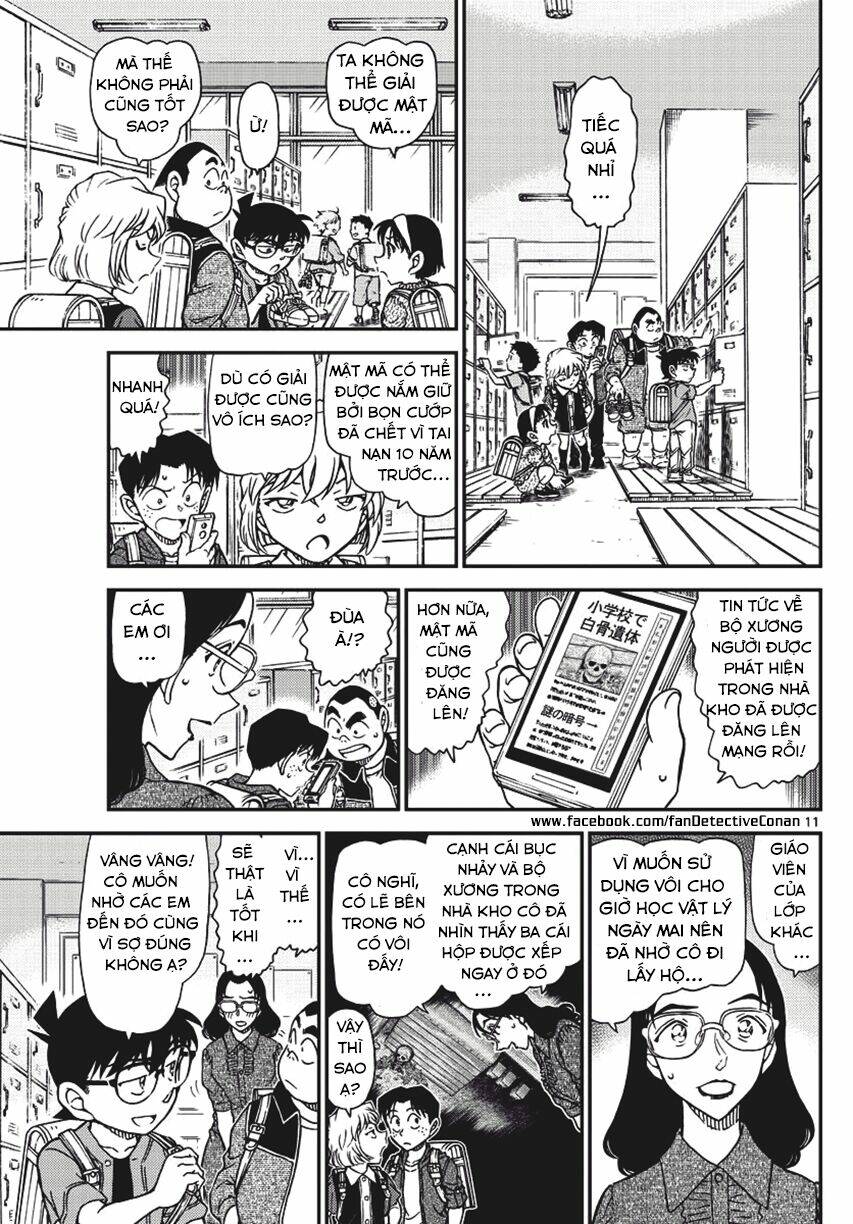 TIẾC
QUÁ
NHỈ
...
TA KHÔNG
THỂ GIẢI
ĐƯỢC MẬT
MÃ...
Ừ!
MÀ THẾ
KHÔNG PHẢI
CŨNG TỐT
SAO?
MẬT MÃ CÓ THỂ
ĐƯỢC NẮM GIỮ
BỞI BỌN CƯỚP
ĐÃ CHẾT VÌ TAI
NẠN 10 NĂM
TRƯỚC...
DÙ CÓ GIẢI
ĐƯỢC CŨNG
VÔ ÍCH SAO?
NHANH
QUÁ!
TIN TỨC VỀ
BỘ XƯƠNG
NGƯỜI ĐƯỢC
PHÁT HIỆN
TRONG NHÀ
KHO ĐÃ ĐƯỢC
ĐĂNG LÊN
MẠNG RỒI!
小学校で
白骨遺体
謎の暗号→
HƠN NỮA,
MẬT MÃ
CŨNG
ĐƯỢC
ĐĂNG
LÊN!
ĐÙA
À!?
CÁC
EM ƠI
...
www.facebook.com/fanDetectiveConan 11
GIÁO
VIÊN
CỦA
LỚP
KHÁC
...
VÌ MUỐN SỬ
DỤNG VÔI CHO
GIỜ HỌC VẬT LÝ
NGÀY MAI NÊN
ĐÃ NHỜ CÔ ĐI
LẤY HỘ...
CẠNH CÁI BỤC
NHẢY VÀ BỘ
XƯƠNG TRONG
NHÀ KHO CÔ ĐÃ
NHÌN THẤY BA CÁI
HỘP ĐƯỢC XẾP
NGAY Ở ĐÓ
...
CÔ NGHĨ,
CÓ LẼ BÊN
TRONG NÓ
CÓ VÔI
ĐẤY!
VẬY
THÌ
SAO
Ạ?
VÌ...
VÌ
THẾ
...
SẼ
THẬT
LÀ
TỐT
KHI
...
VÂNG VÂNG!
CÔ MUỐN
NHỜ CÁC EM
ĐẾN ĐÓ CÙNG
VÌ SỢ ĐÚNG
KHÔNG Ạ?